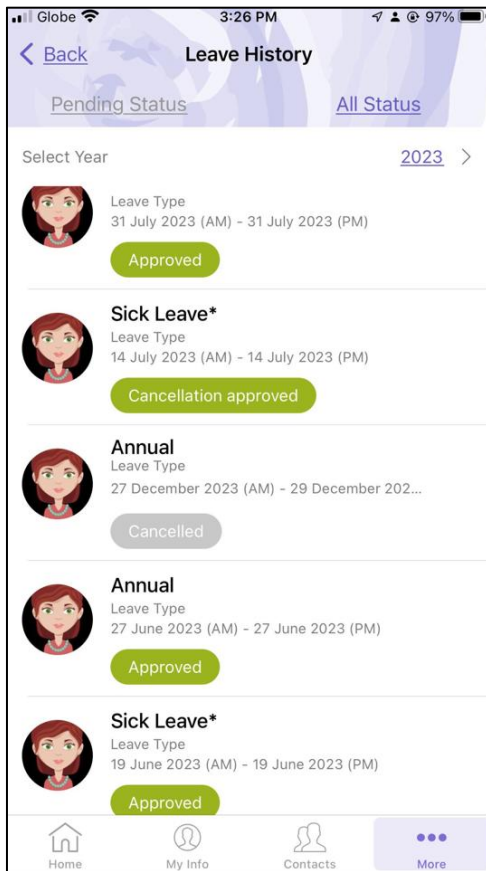 Globe 3:26 PM 97%
Back Leave History
Pending Status All Status
Select Year 2023
Leave Type
31 July 2023 (AM) - 31 July 2023 (PM)
Approved
Sick Leave*
Leave Type
14 July 2023 (AM) - 14 July 2023 (PM)
Cancellation approved
Annual
Leave Type
27 December 2023 (AM) - 29 December 202...
Cancelled
Annual
Leave Type
27 June 2023 (AM) - 27 June 2023 (PM)
Approved
Sick Leave*
Leave Type
19 June 2023 (AM) - 19 June 2023 (PM)
Approved
Home My Info Contacts More